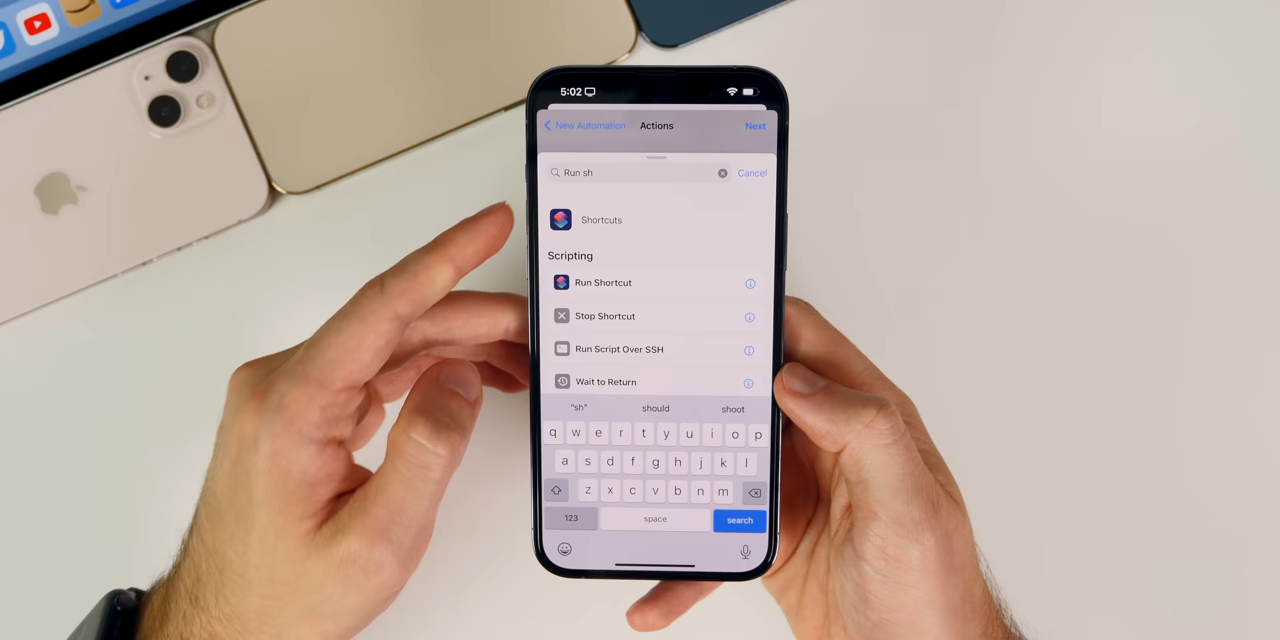 5:02
New Automation Actions Next
Run sh Cancel
Shortcuts
Scripting
Run Shortcut
Stop Shortcut
Run Script Over SSH
Wait to Return
"sh" should shoot
q w e r t y u i o p
a s d f g h j k l
z x c v b n m
123 space search